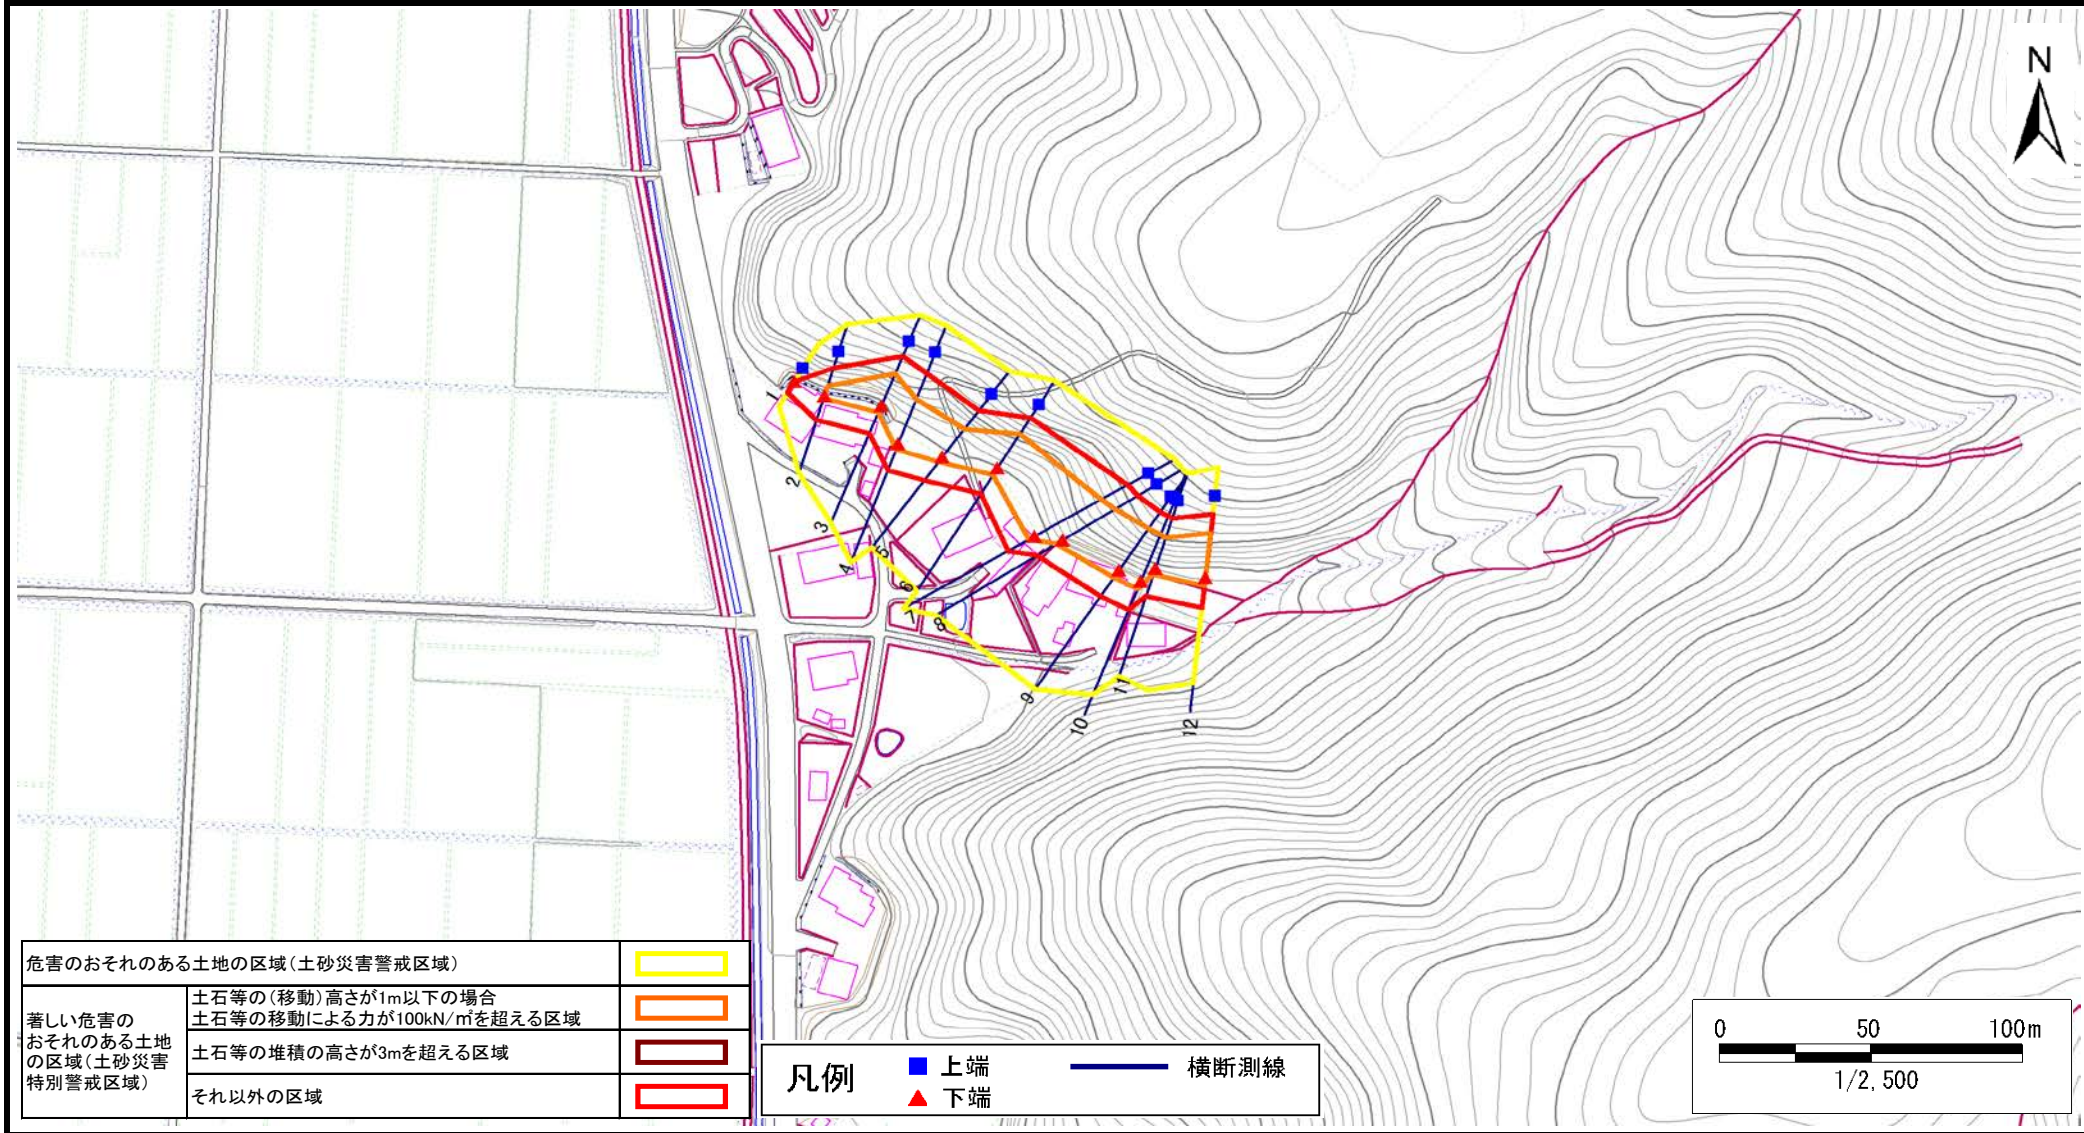 N
1
2
3
4
5
6
7
8
9
10
11
12
危害のおそれのある土地の区域(土砂災害警戒区域)
著しい危害の
おそれのある土地
の区域(土砂災害
特別警戒区域)
土石等の(移動)高さが1m以下の場合
土石等の移動による力が100kN/㎡を超える区域
土石等の堆積の高さが3mを超える区域
それ以外の区域
凡例
上端
下端
横断測線
0 50 100m
1/2,500